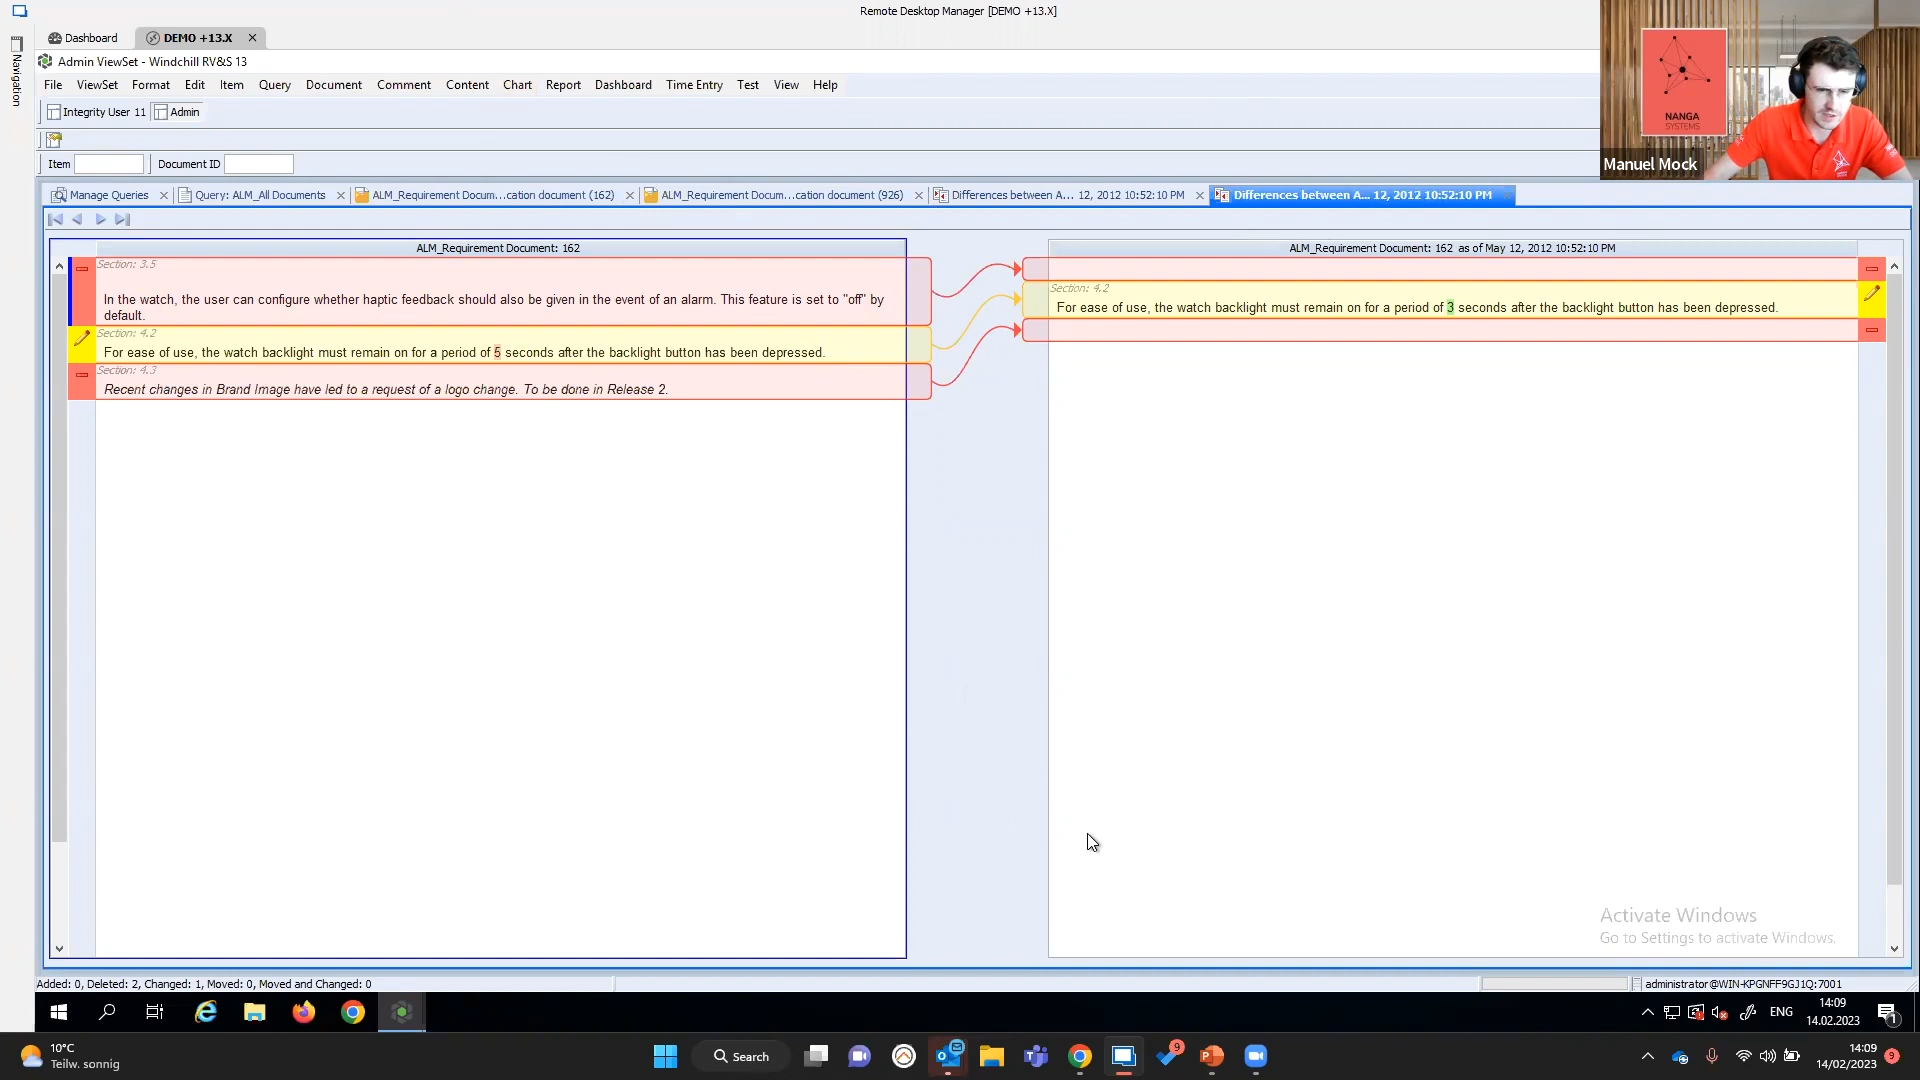 Remote Desktop Manager [DEMO +13.X]
Navigation
Dashboard
DEMO +13.X
Admin ViewSet - Windchill RV&S 13
File ViewSet Format Edit Item Query Document Comment Content Chart Report Dashboard Time Entry Test View Help
Integrity User 11 Admin
Item Document ID
NANGA
SYSTEMS
Manuel Mock
Manage Queries Query: ALM_All Documents ALM_Requirement Docum...cation document (162) ALM_Requirement Docum...cation document (926) Differences between A... 12, 2012 10:52:10 PM Differences between A... 12, 2012 10:52:10 PM
ALM_Requirement Document: 162
Section: 3.5
In the watch, the user can configure whether haptic feedback should also be given in the event of an alarm. This feature is set to "off" by
default.
Section: 4.2
For ease of use, the watch backlight must remain on for a period of 5 seconds after the backlight button has been depressed.
Section: 4.3
Recent changes in Brand Image have led to a request of a logo change. To be done in Release 2.
ALM_Requirement Document: 162 as of May 12, 2012 10:52:10 PM
Section: 4.2
For ease of use, the watch backlight must remain on for a period of 3 seconds after the backlight button has been depressed.
Activate Windows
Go to Settings to activate Windows.
Added: 0, Deleted: 2, Changed: 1, Moved: 0, Moved and Changed: 0
administrator@WIN-KPGNFF9GJ1Q:7001
ENG
14:09
14.02.2023
1
10°C
Teilw. sonnig
Search
9
14:09
14/02/2023
9